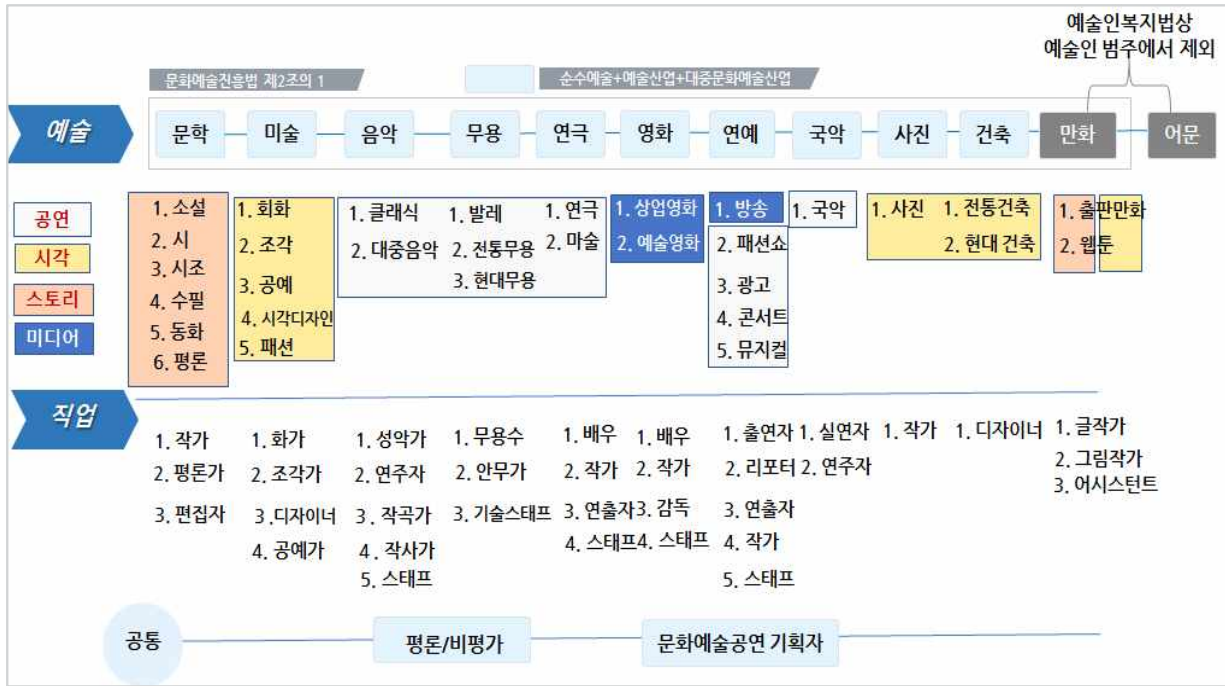 예술인복지법상
예술인 범주에서 제외
문화예술진흥법 제2조의 1
순수예술+예술산업+대중문화예술산업
예술
문학
미술
음악
무용
연극
영화
연예
국악
사진
건축
만화
어문
공연
시각
스토리
미디어
1. 소설
2. 시
3. 시조
4. 수필
5. 동화
6. 평론
1. 회화
2. 조각
3. 공예
4. 시각디자인
5. 패션
1. 클래식
2. 대중음악
1. 발레
2. 전통무용
3. 현대무용
1. 연극
2. 마술
1. 상업영화
2. 예술영화
1. 방송
2. 패션쇼
3. 광고
4. 콘서트
5. 뮤지컬
1. 국악
1. 사진
1. 전통건축
2. 현대 건축
1. 출판만화
2. 웹툰
직업
1. 작가
2. 평론가
3. 편집자
1. 화가
2. 조각가
3.디자이너
4. 공예가
1. 성악가
2. 연주자
3. 작곡가
4. 작사가
5. 스태프
1. 무용수
2. 안무가
3. 기술스태프
1. 배우
2. 작가
3. 연출자
4. 스태프
1. 배우
2. 작가
3. 감독
4. 스태프
1. 출연자
2. 리포터
3. 연출자
4. 작가
5. 스태프
1. 실연자
2. 연주자
1. 작가
1. 디자이너
1. 글작가
2. 그림작가
3. 어시스턴트
공통
평론/비평가
문화예술공연 기획자